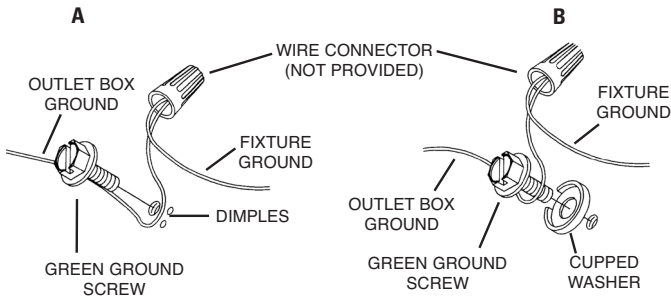 A
B
WIRE CONNECTOR
(NOT PROVIDED)
OUTLET BOX
GROUND
FIXTURE
GROUND
DIMPLES
GREEN GROUND
SCREW
FIXTURE
GROUND
OUTLET BOX
GROUND
GREEN GROUND
SCREW
CUPPED
WASHER